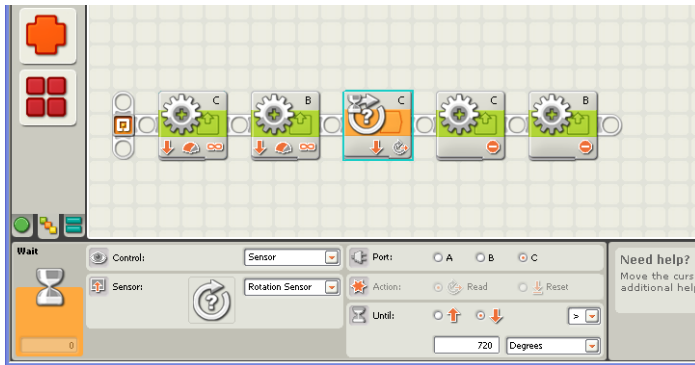 C
B
C
C
B
Wait
0
Control:
Sensor
Sensor:
Rotation Sensor
Port:
A
B
C
Action:
Read
Reset
Until:
>
720
Degrees
Need help?
Move the curs
additional help